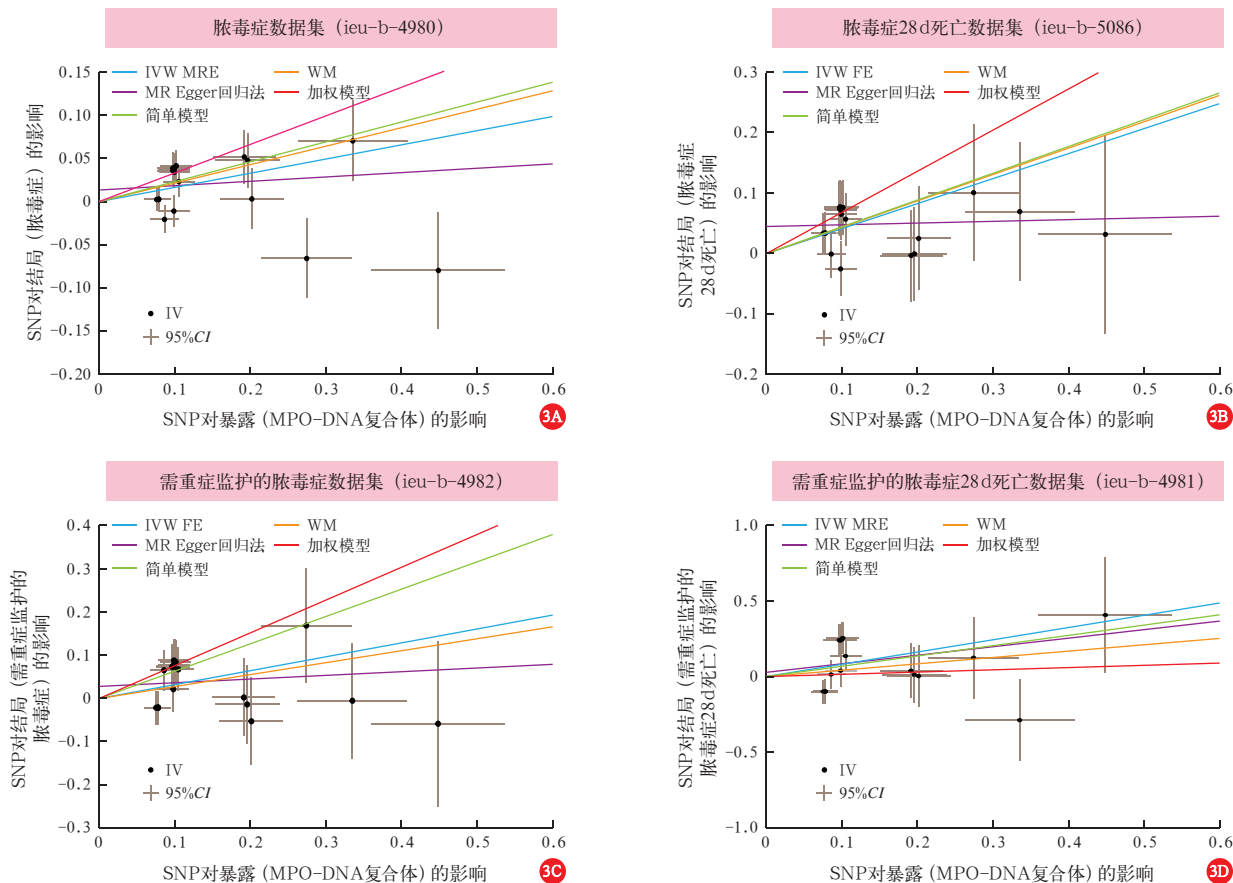 脓毒症数据集（ieu-b-4980）
IVW MRE
WM
MR Egger回归法
加权模型
简单模型
SNP对结局（脓毒症）的影响
0.15
0.10
0.05
0
−0.05
−0.10
−0.15
−0.20
IV
95%CI
0 0.1 0.2 0.3 0.4 0.5 0.6
SNP对暴露（MPO-DNA复合体）的影响
3A
脓毒症28d死亡数据集（ieu-b-5086）
IVW FE
WM
MR Egger回归法
加权模型
简单模型
SNP对结局（脓毒症
28d死亡）的影响
0.3
0.2
0.1
0
−0.1
−0.2
IV
95%CI
0 0.1 0.2 0.3 0.4 0.5 0.6
SNP对暴露（MPO-DNA复合体）的影响
3B
需重症监护的脓毒症数据集（ieu-b-4982）
IVW FE
WM
MR Egger回归法
加权模型
简单模型
SNP对结局（需重症监护的
脓毒症）的影响
0.4
0.3
0.2
0.1
0
−0.1
−0.2
−0.3
IV
95%CI
0 0.1 0.2 0.3 0.4 0.5 0.6
SNP对暴露（MPO-DNA复合体）的影响
3C
需重症监护的脓毒症28d死亡数据集（ieu-b-4981）
IVW MRE
WM
MR Egger回归法
加权模型
简单模型
SNP对结局（需重症监护的
脓毒症28d死亡）的影响
1.0
0.5
0
−0.5
−1.0
IV
95%CI
0 0.1 0.2 0.3 0.4 0.5 0.6
SNP对暴露（MPO-DNA复合体）的影响
3D